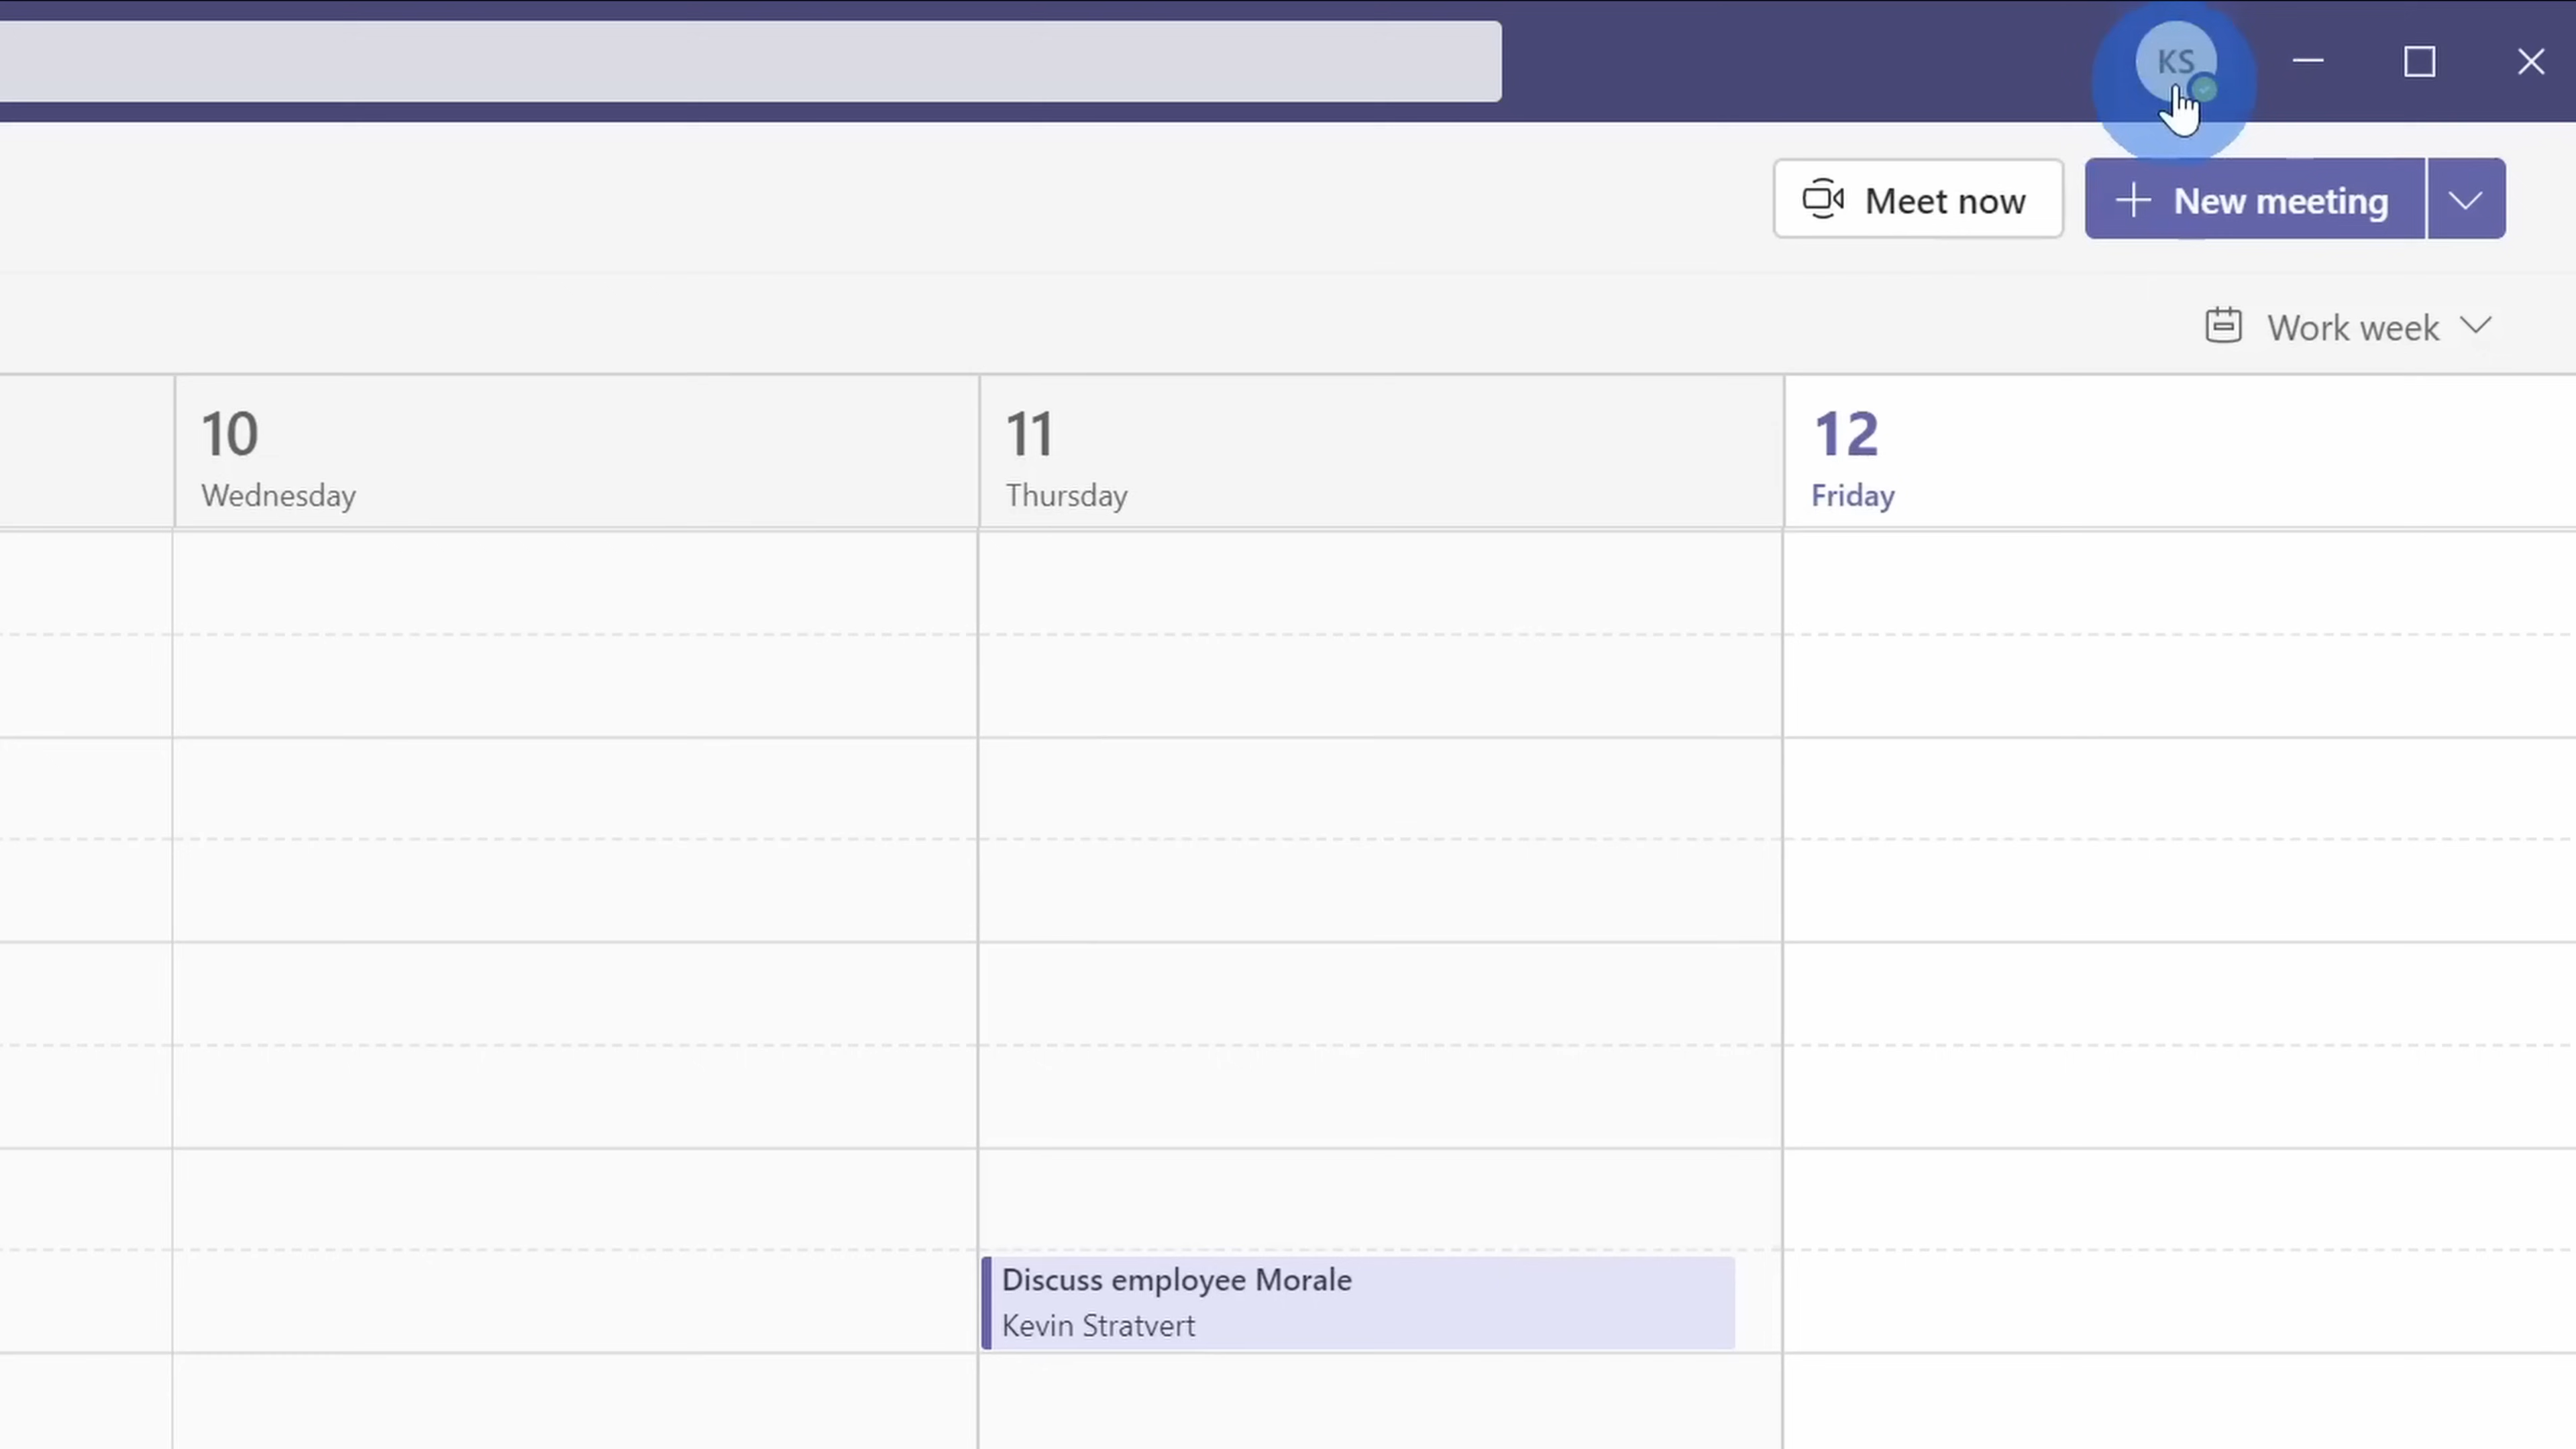 KS
Meet now
New meeting
Work week
10
Wednesday
11
Thursday
12
Friday
Discuss employee Morale
Kevin Stratvert